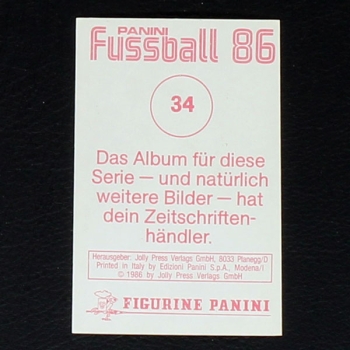 PANINI
Fussball 86
34
Das Album für diese
Serie — und natürlich
weitere Bilder — hat
dein Zeitschriften-
händler.
Herausgeber: Jolly Press Verlags GmbH, 8033 Planegg/D
Printed in Italy by Edizioni Panini S.p.A., Modena/I
© 1986 by Jolly Press Verlags GmbH
FIGURINE PANINI